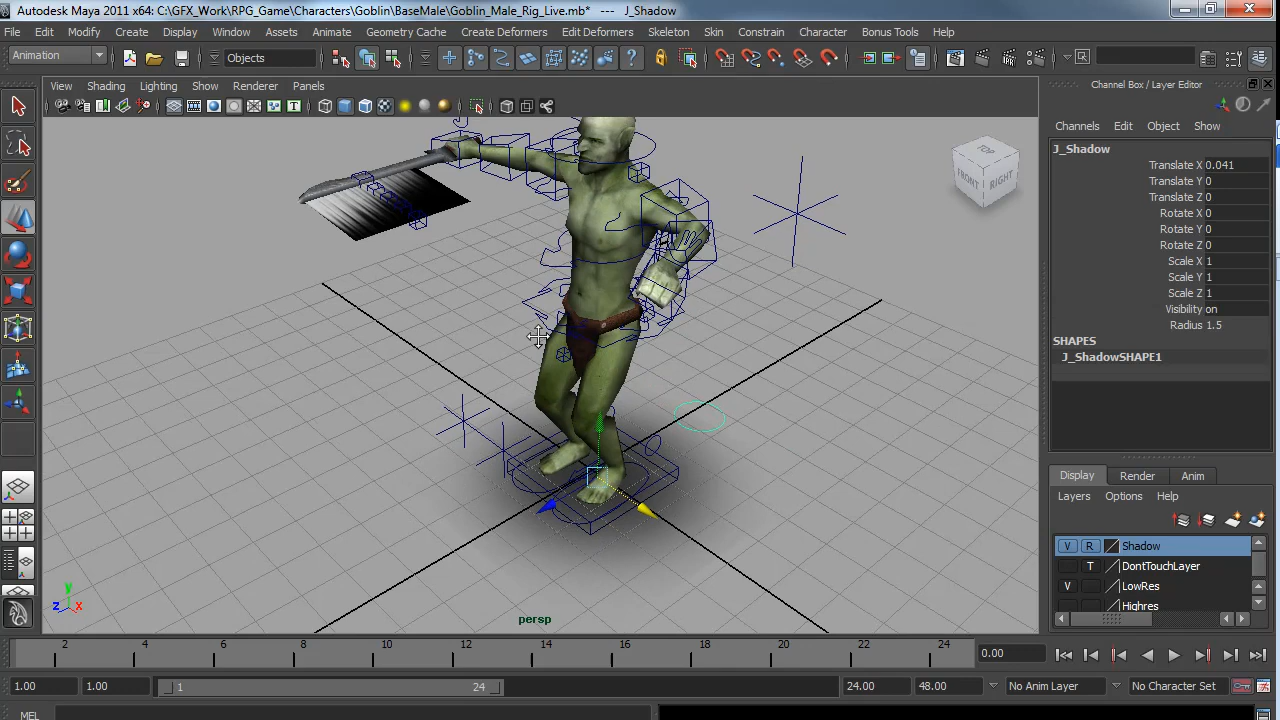 Autodesk Maya 2011 x64: C:\GFX_Work\RPG_Game\Characters\Goblin\BaseMale\Goblin_Male_Rig_Live.mb* --- J_Shadow
File Edit Modify Create Display Window Assets Animate Geometry Cache Create Deformers Edit Deformers Skeleton Skin Constrain Character Bonus Tools Help
Animation Objects
View Shading Lighting Show Renderer Panels
Channel Box / Layer Editor
Channels Edit Object Show
J_Shadow
Translate X 0.041
Translate Y 0
Translate Z 0
Rotate X 0
Rotate Y 0
Rotate Z 0
Scale X 1
Scale Y 1
Scale Z 1
Visibility on
Radius 1.5
SHAPES
J_ShadowSHAPE1
TOP
FRONT RIGHT
Display Render Anim
Layers Options Help
V R Shadow
T DontTouchLayer
V LowRes
Highres
y
z x
persp
2 4 6 8 10 12 14 16 18 20 22 24
0.00
1.00 1.00 1 24 24.00 48.00 No Anim Layer No Character Set
MEL